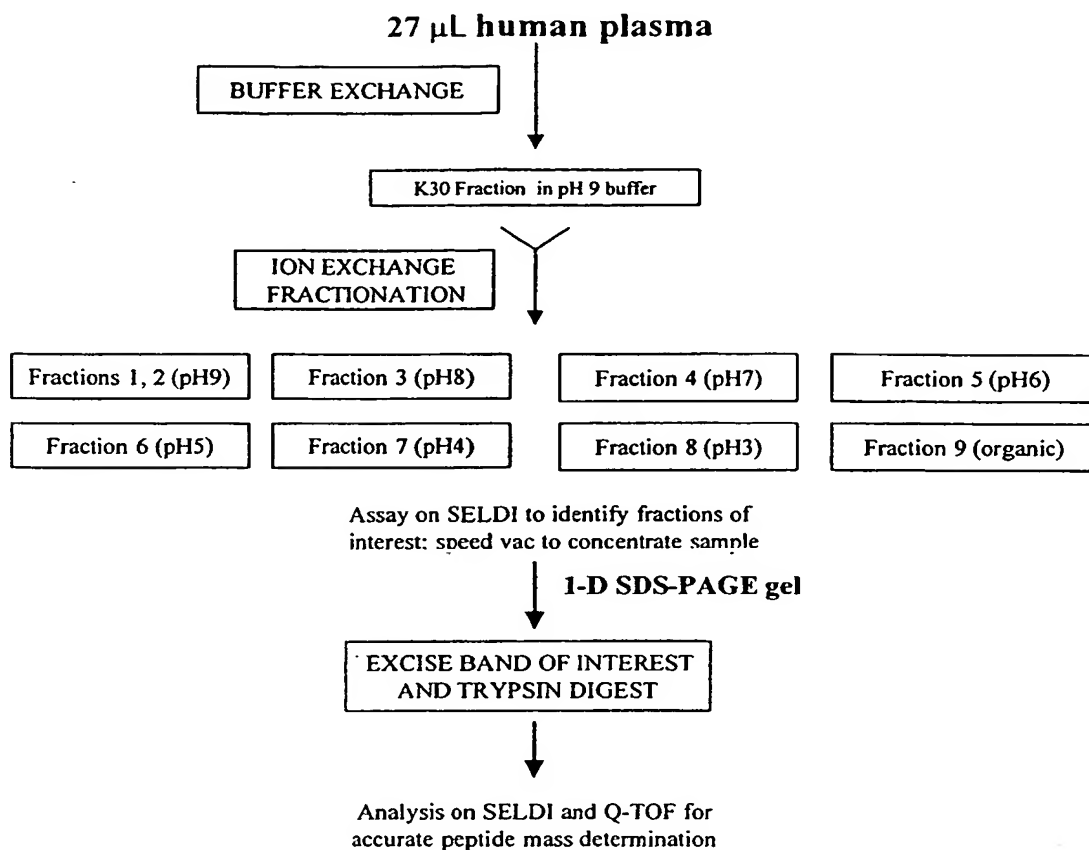 27 µL human plasma
BUFFER EXCHANGE
K30 Fraction in pH 9 buffer
ION EXCHANGE
FRACTIONATION
Fractions 1, 2 (pH9)
Fraction 3 (pH8)
Fraction 4 (pH7)
Fraction 5 (pH6)
Fraction 6 (pH5)
Fraction 7 (pH4)
Fraction 8 (pH3)
Fraction 9 (organic)
Assay on SELDI to identify fractions of
interest: speed vac to concentrate sample
1-D SDS-PAGE gel
EXCISE BAND OF INTEREST
AND TRYPSIN DIGEST
Analysis on SELDI and Q-TOF for
accurate peptide mass determination